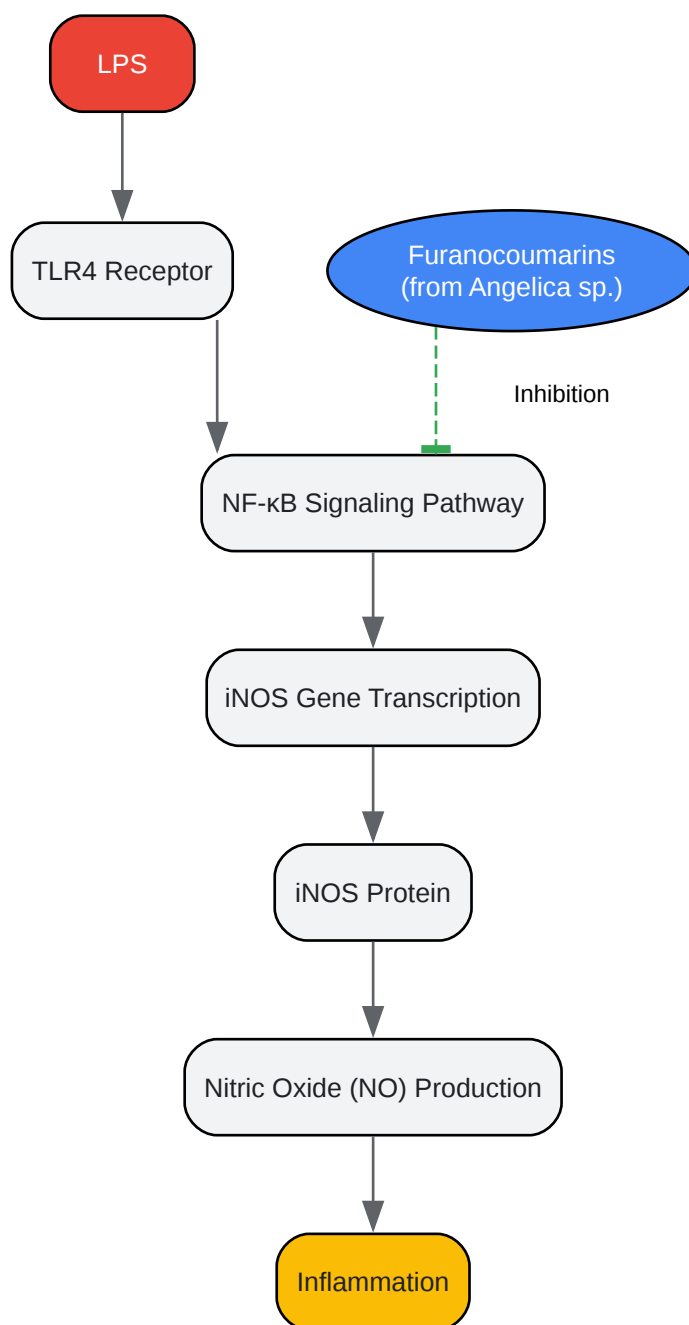 LPS
TLR4 Receptor
Furanocoumarins
(from Angelica sp.)
Inhibition
NF-κB Signaling Pathway
iNOS Gene Transcription
iNOS Protein
Nitric Oxide (NO) Production
Inflammation